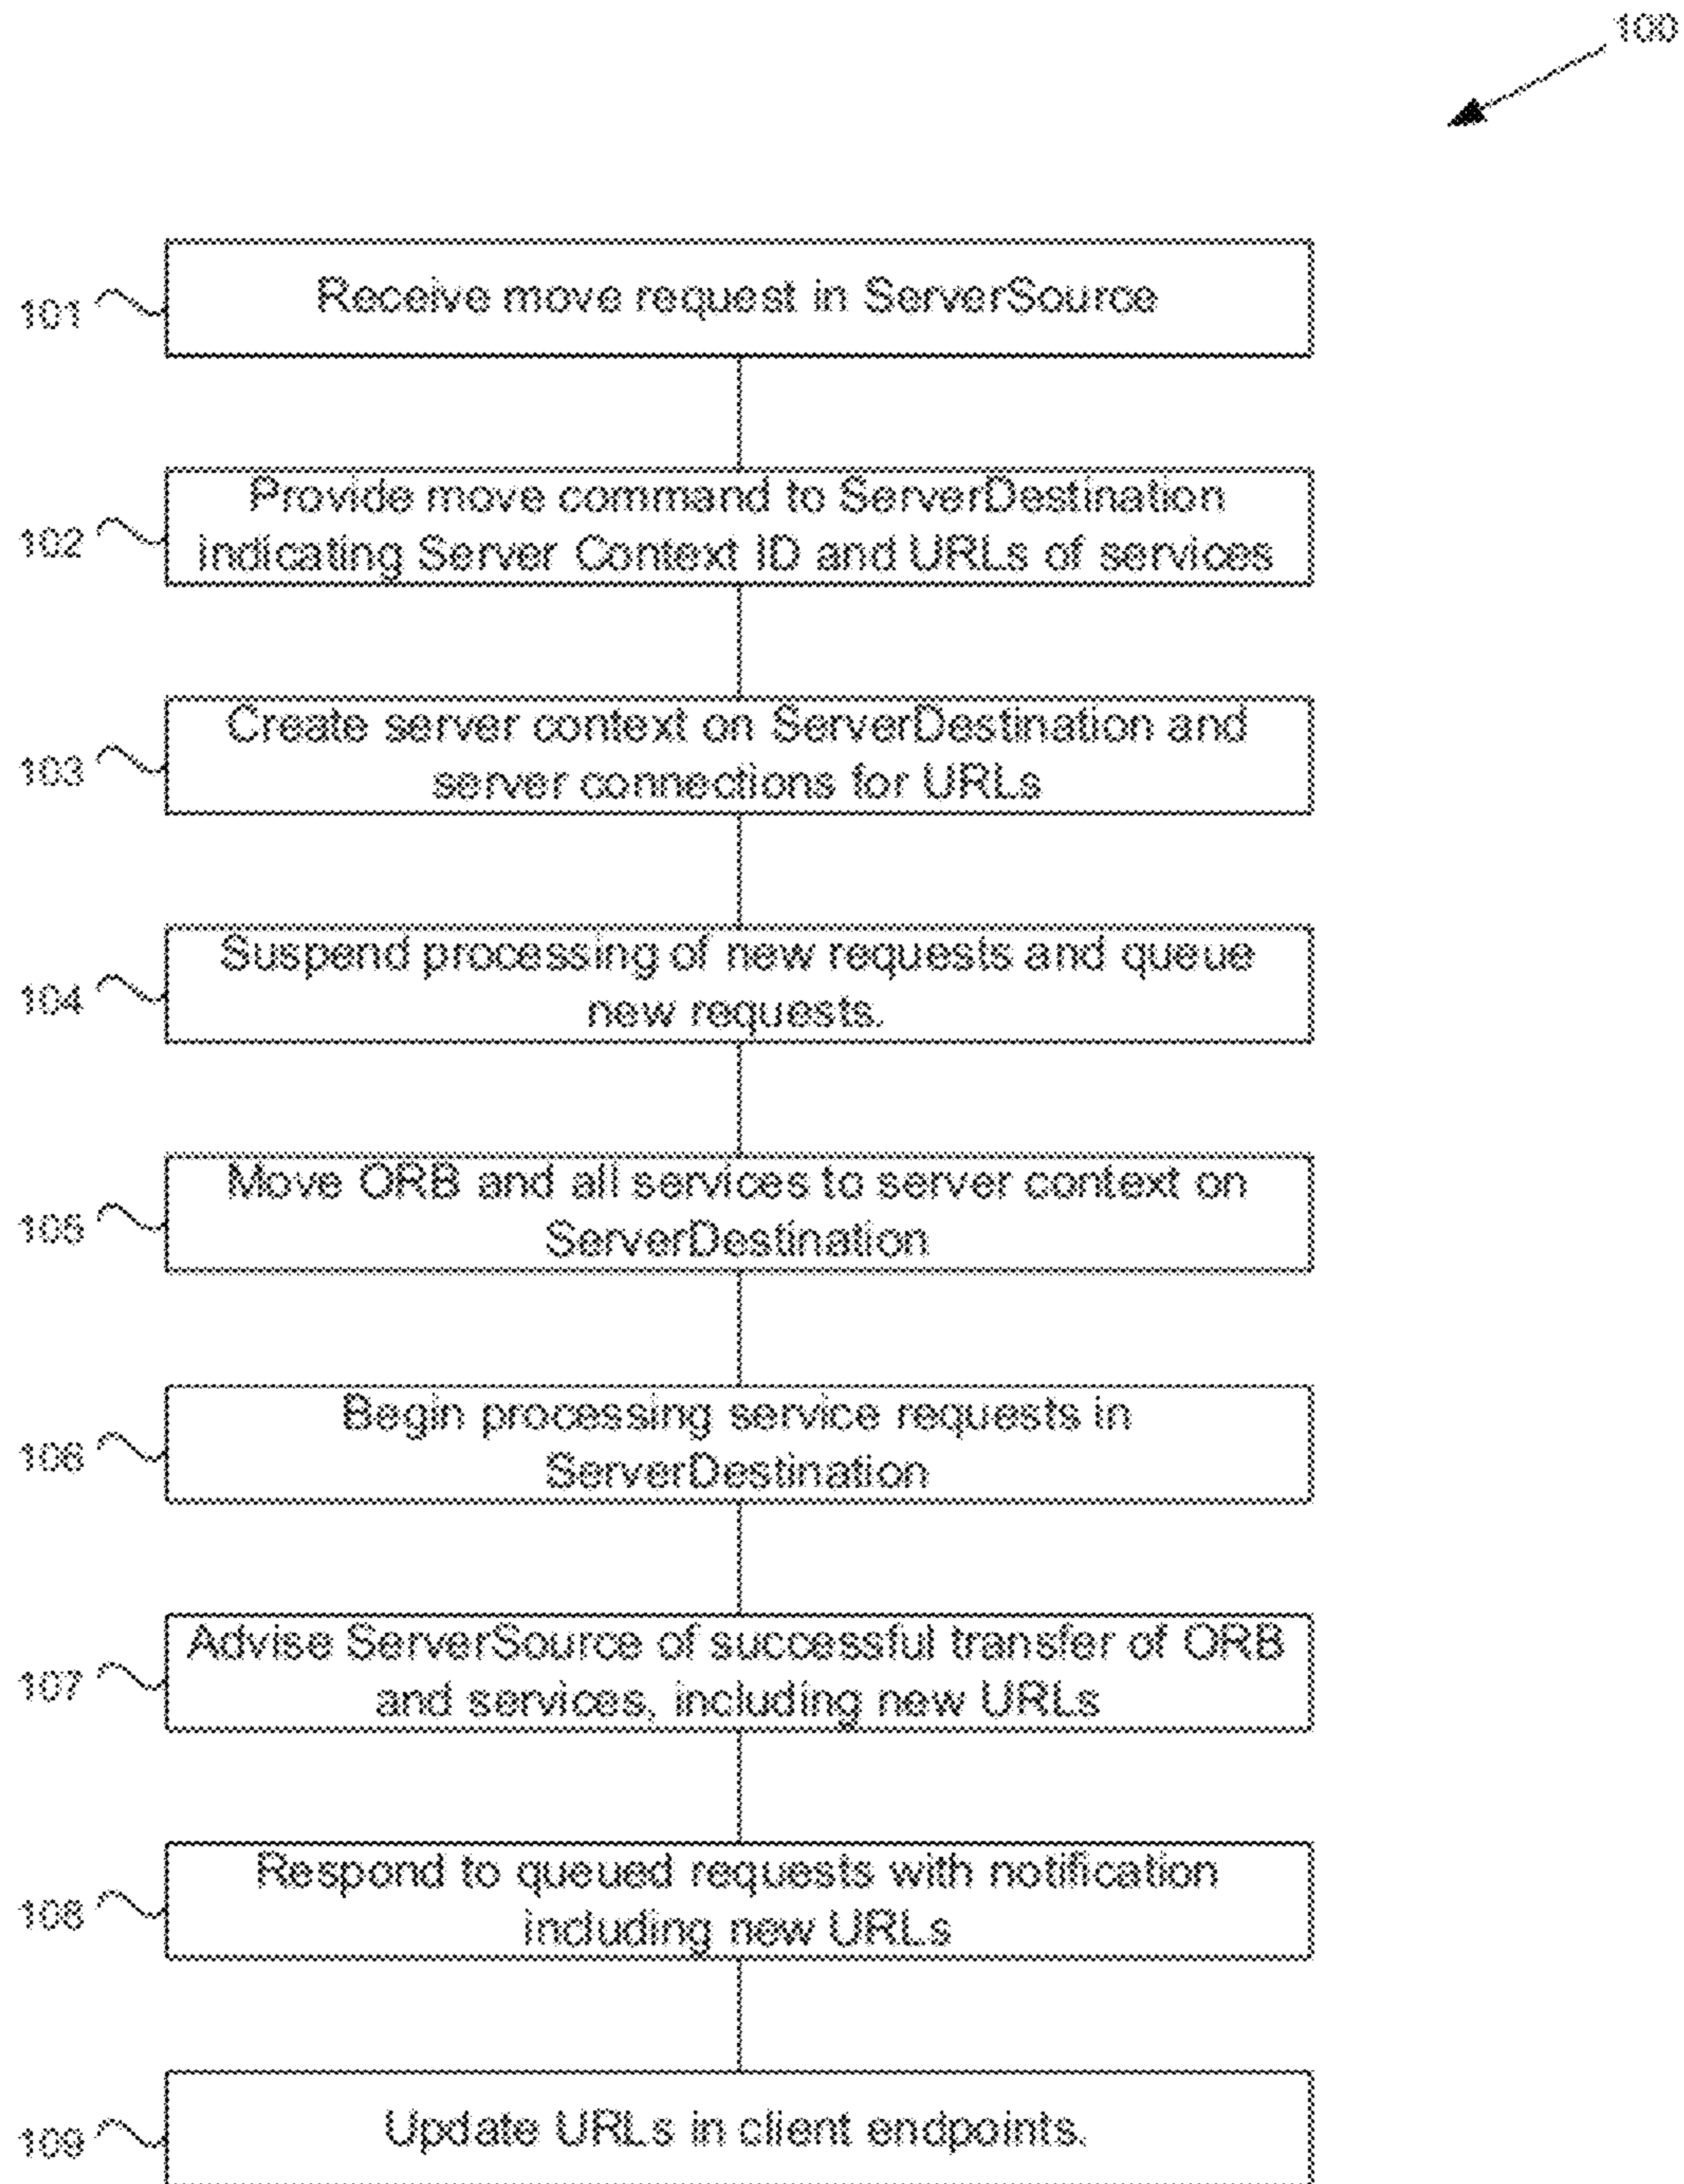 100
101
Receive move request in ServerSource
102
Provide move command to ServerDestination
indicating Server Context ID and URLs of services
103
Create server context on ServerDestination and
server connections for URLs
104
Suspend processing of new requests and queue
new requests.
105
Move ORB and all services to server context on
ServerDestination
106
Begin processing service requests in
ServerDestination
107
Advise ServerSource of successful transfer of ORB
and services, including new URLs
108
Respond to queued requests with notification
including new URLs
109
Update URLs in client endpoints.